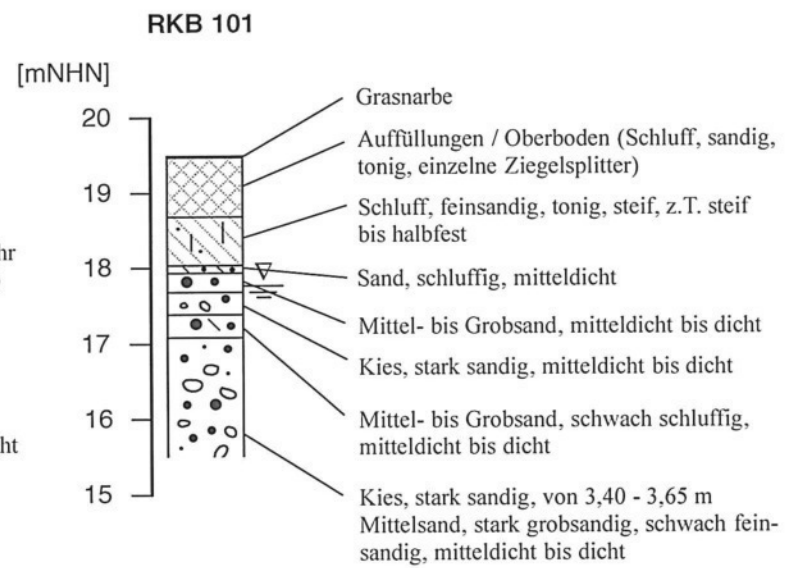 RKB 101
[mNHN]
20
19
18
17
16
15
hr
ht
Grasnarbe
Auffüllungen / Oberboden (Schluff, sandig,
tonig, einzelne Ziegelsplitter)
Schluff, feinsandig, tonig, steif, z.T. steif
bis halbfest
Sand, schluffig, mitteldicht
Mittel- bis Grobsand, mitteldicht bis dicht
Kies, stark sandig, mitteldicht bis dicht
Mittel- bis Grobsand, schwach schluffig,
mitteldicht bis dicht
Kies, stark sandig, von 3,40 - 3,65 m
Mittelsand, stark grobsandig, schwach fein-
sandig, mitteldicht bis dicht